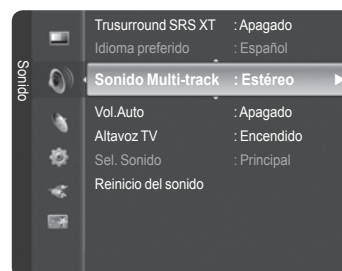 Sonido
Trusurround SRS XT : Apagado
Idioma preferido : Español
Sonido Multi-track : Estéreo
Vol.Auto : Apagado
Altavoz TV : Encendido
Sel. Sonido : Principal
Reinicio del sonido